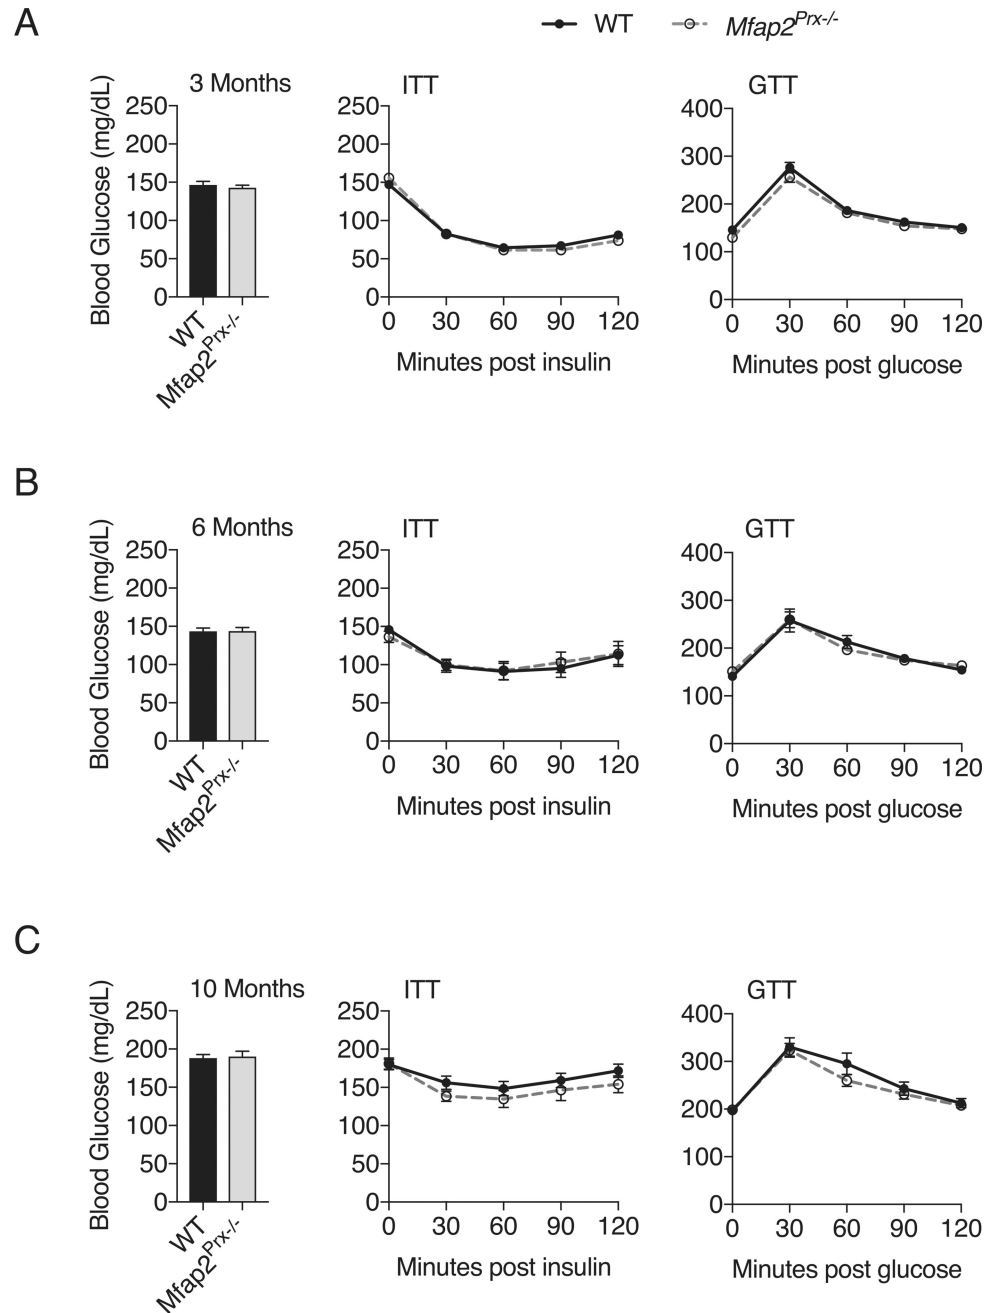 A
WT
Mfap2Prx-/-
3 Months
ITT
GTT
Blood Glucose (mg/dL)
250
200
150
100
50
0
WT
Mfap2Prx-/-
250
200
150
100
50
0
0 30 60 90 120
Minutes post insulin
400
300
200
100
0
0 30 60 90 120
Minutes post glucose
B
6 Months
ITT
GTT
Blood Glucose (mg/dL)
250
200
150
100
50
0
WT
Mfap2Prx-/-
250
200
150
100
50
0
0 30 60 90 120
Minutes post insulin
400
300
200
100
0
0 30 60 90 120
Minutes post glucose
C
10 Months
ITT
GTT
Blood Glucose (mg/dL)
250
200
150
100
50
0
WT
Mfap2Prx-/-
250
200
150
100
50
0
0 30 60 90 120
Minutes post insulin
400
300
200
100
0
0 30 60 90 120
Minutes post glucose